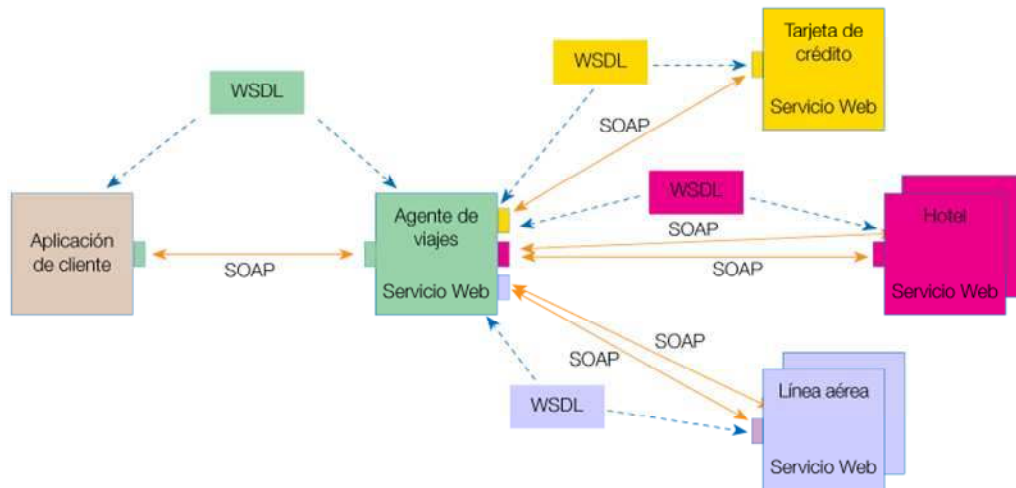 Tarjeta de
crédito
Servicio Web
WSDL
WSDL
SOAP
WSDL
Hotel
Servicio Web
SOAP
SOAP
Aplicación
de cliente
SOAP
Agente de
viajes
Servicio Web
SOAP
SOAP
WSDL
Línea aérea
Servicio Web